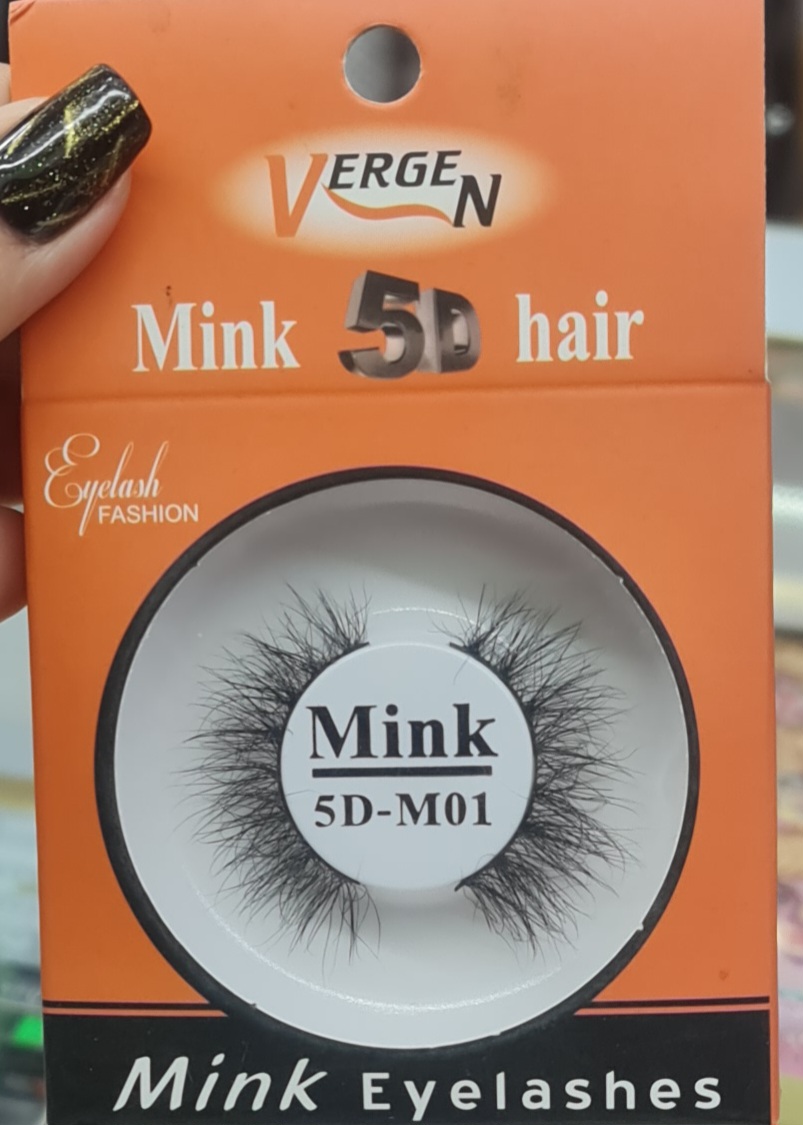 VERGEN
Mink 5D hair
Eyelash
FASHION
Mink
5D-M01
Mink Eyelashes